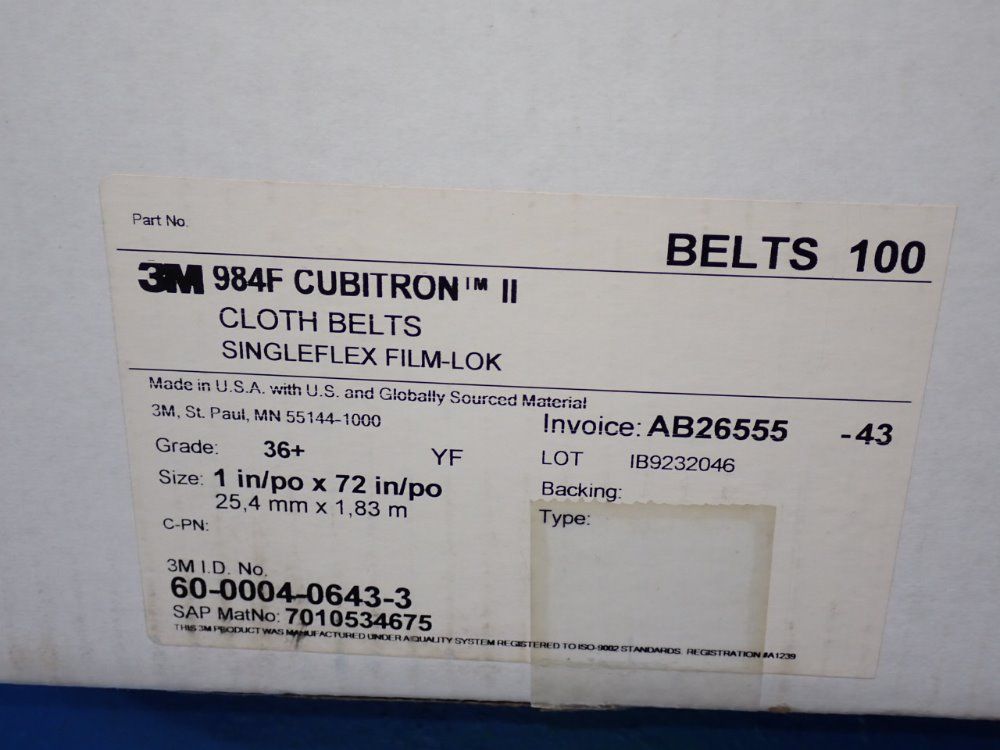 Part No.
BELTS 100
3M 984F CUBITRON™ II
CLOTH BELTS
SINGLEFLEX FILM-LOK
Made in U.S.A. with U.S. and Globally Sourced Material
3M, St. Paul, MN 55144-1000
Invoice: AB26555 -43
Grade: 36+ YF
LOT IB9232046
Size: 1 in/po x 72 in/po
Backing:
25,4 mm x 1,83 m
Type:
C-PN:
3M I.D. No.
60-0004-0643-3
SAP MatNo: 7010534675
THIS 3M PRODUCT WAS MANUFACTURED UNDER A QUALITY SYSTEM REGISTERED TO ISO-9002 STANDARDS. REGISTRATION #A1239